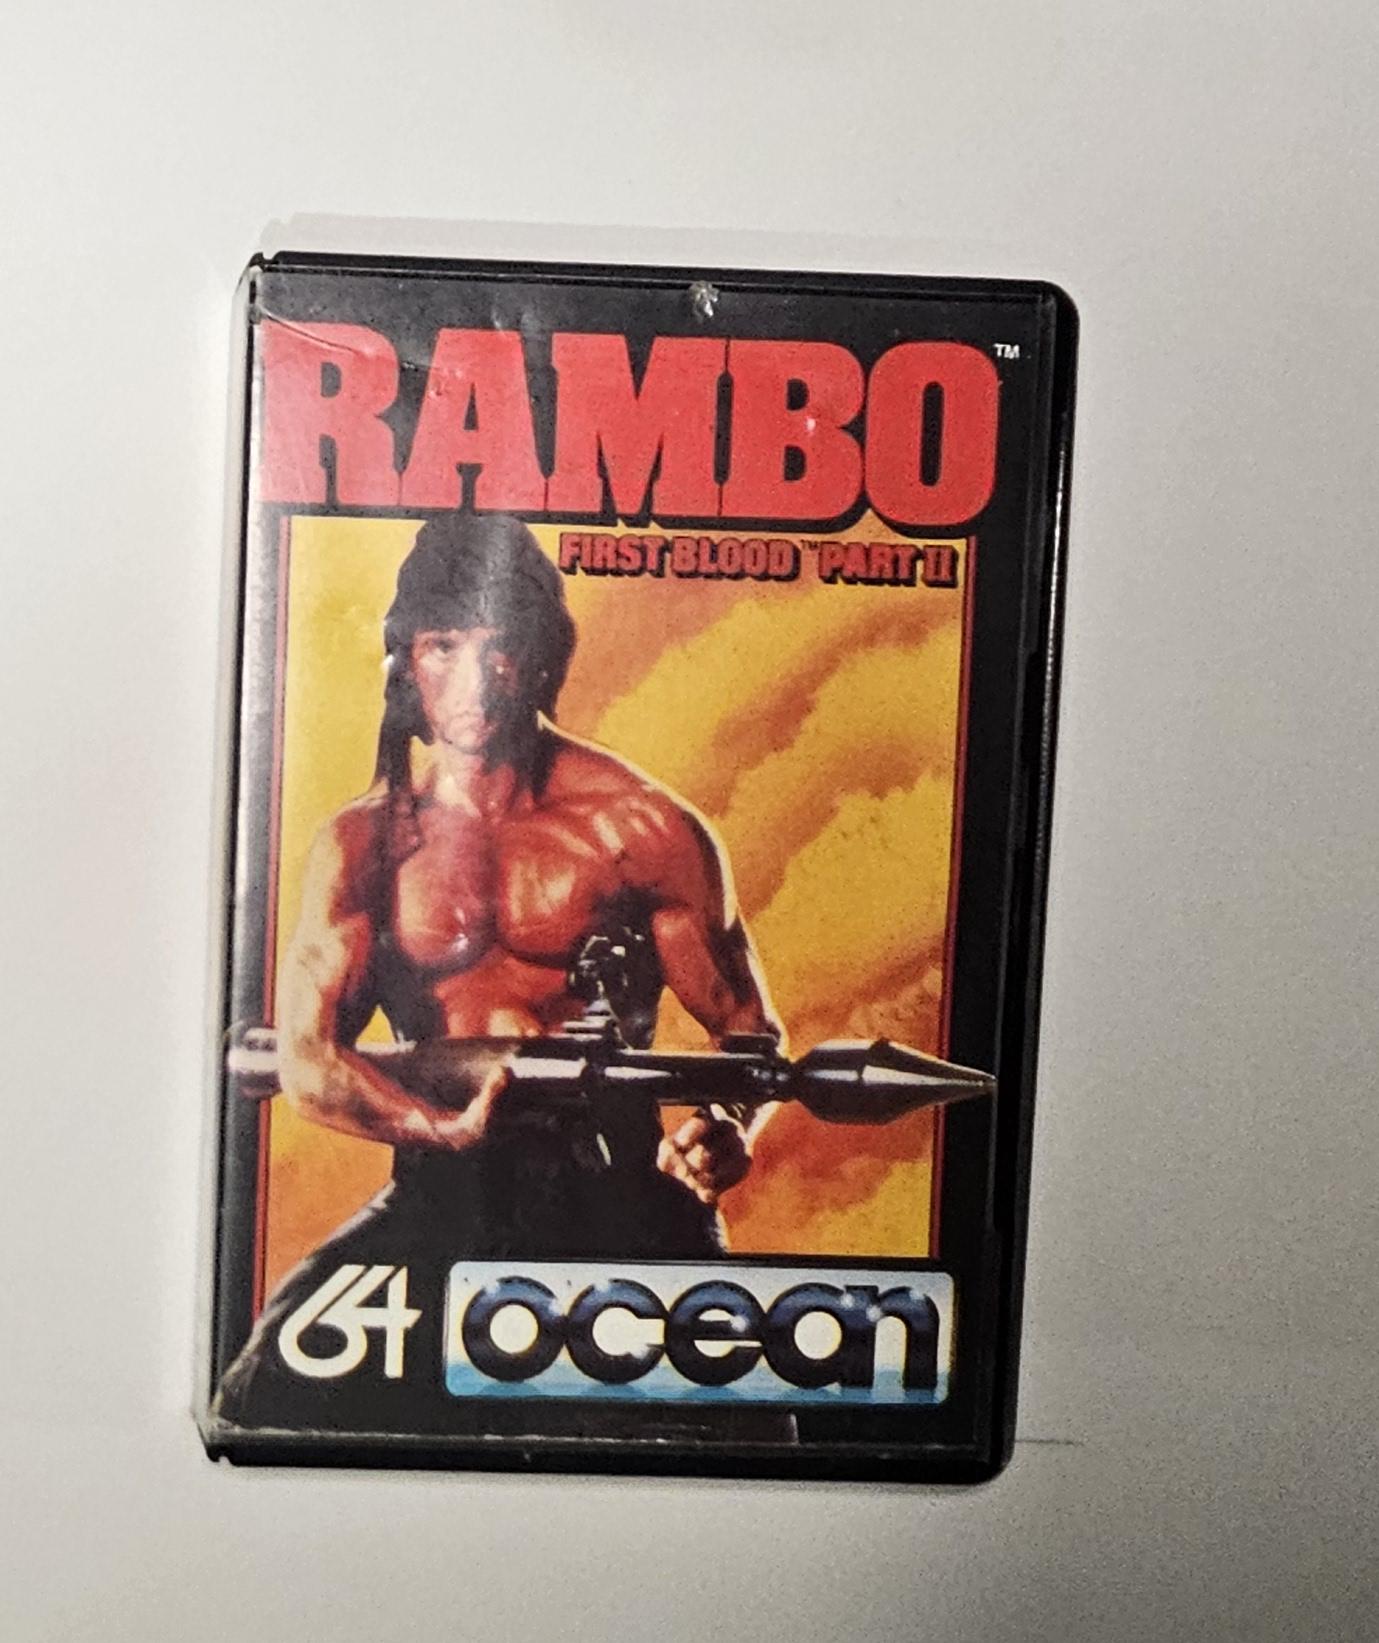 RAMBO™
FIRST BLOOD™ PART II
64 ocean